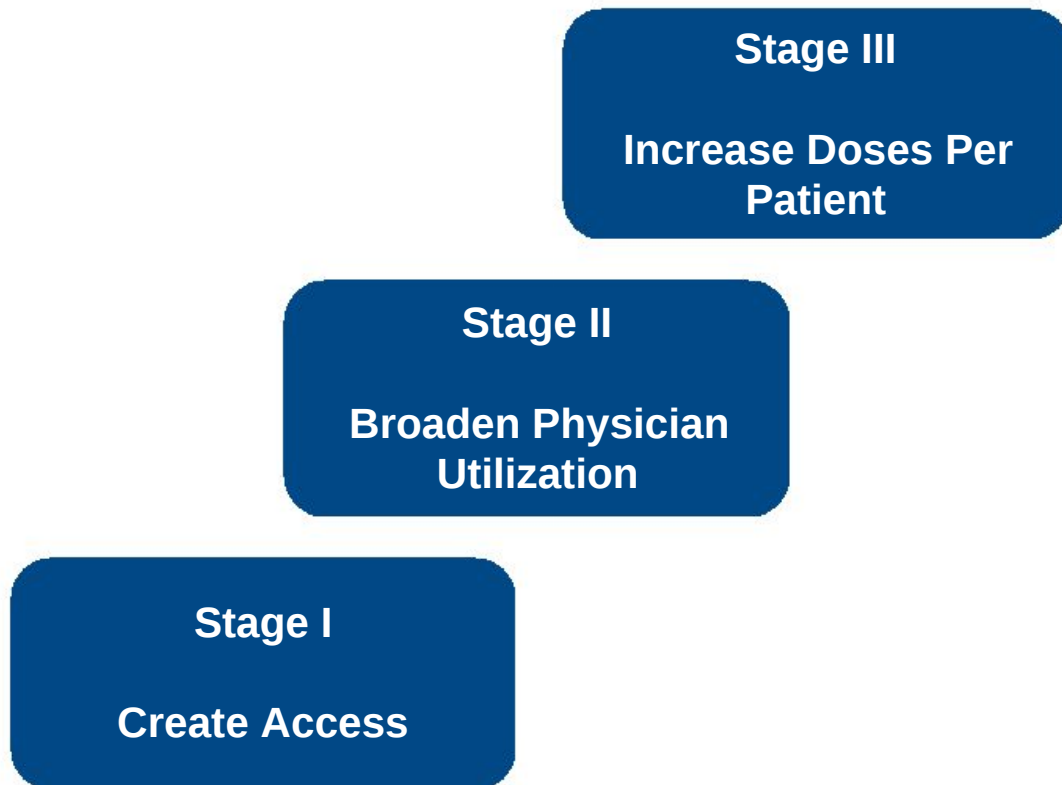 Stage III
Increase Doses Per
Patient
Stage II
Broaden Physician
Utilization
Stage I
Create Access